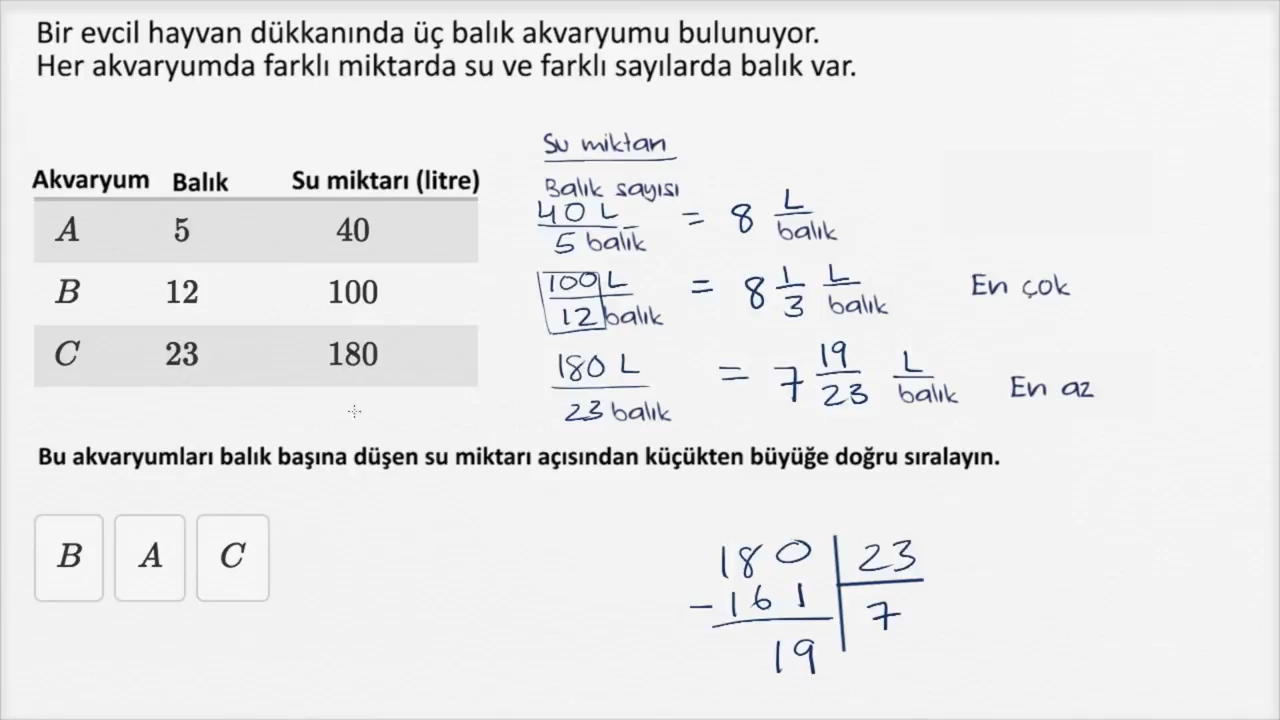 Bir evcil hayvan dükkanında üç balık akvaryumu bulunuyor.
Her akvaryumda farklı miktarda su ve farklı sayılarda balık var.
Akvaryum Balık Su miktarı (litre)
A 5 40
B 12 100
C 23 180
Su miktarı
Balık sayısı
40 L / 5 balık = 8 L / balık
100 L / 12 balık = 8 1/3 L / balık En çok
180 L / 23 balık = 7 19/23 L / balık En az
Bu akvaryumları balık başına düşen su miktarı açısından küçükten büyüğe doğru sıralayın.
B A C
180 23
-161 7
19